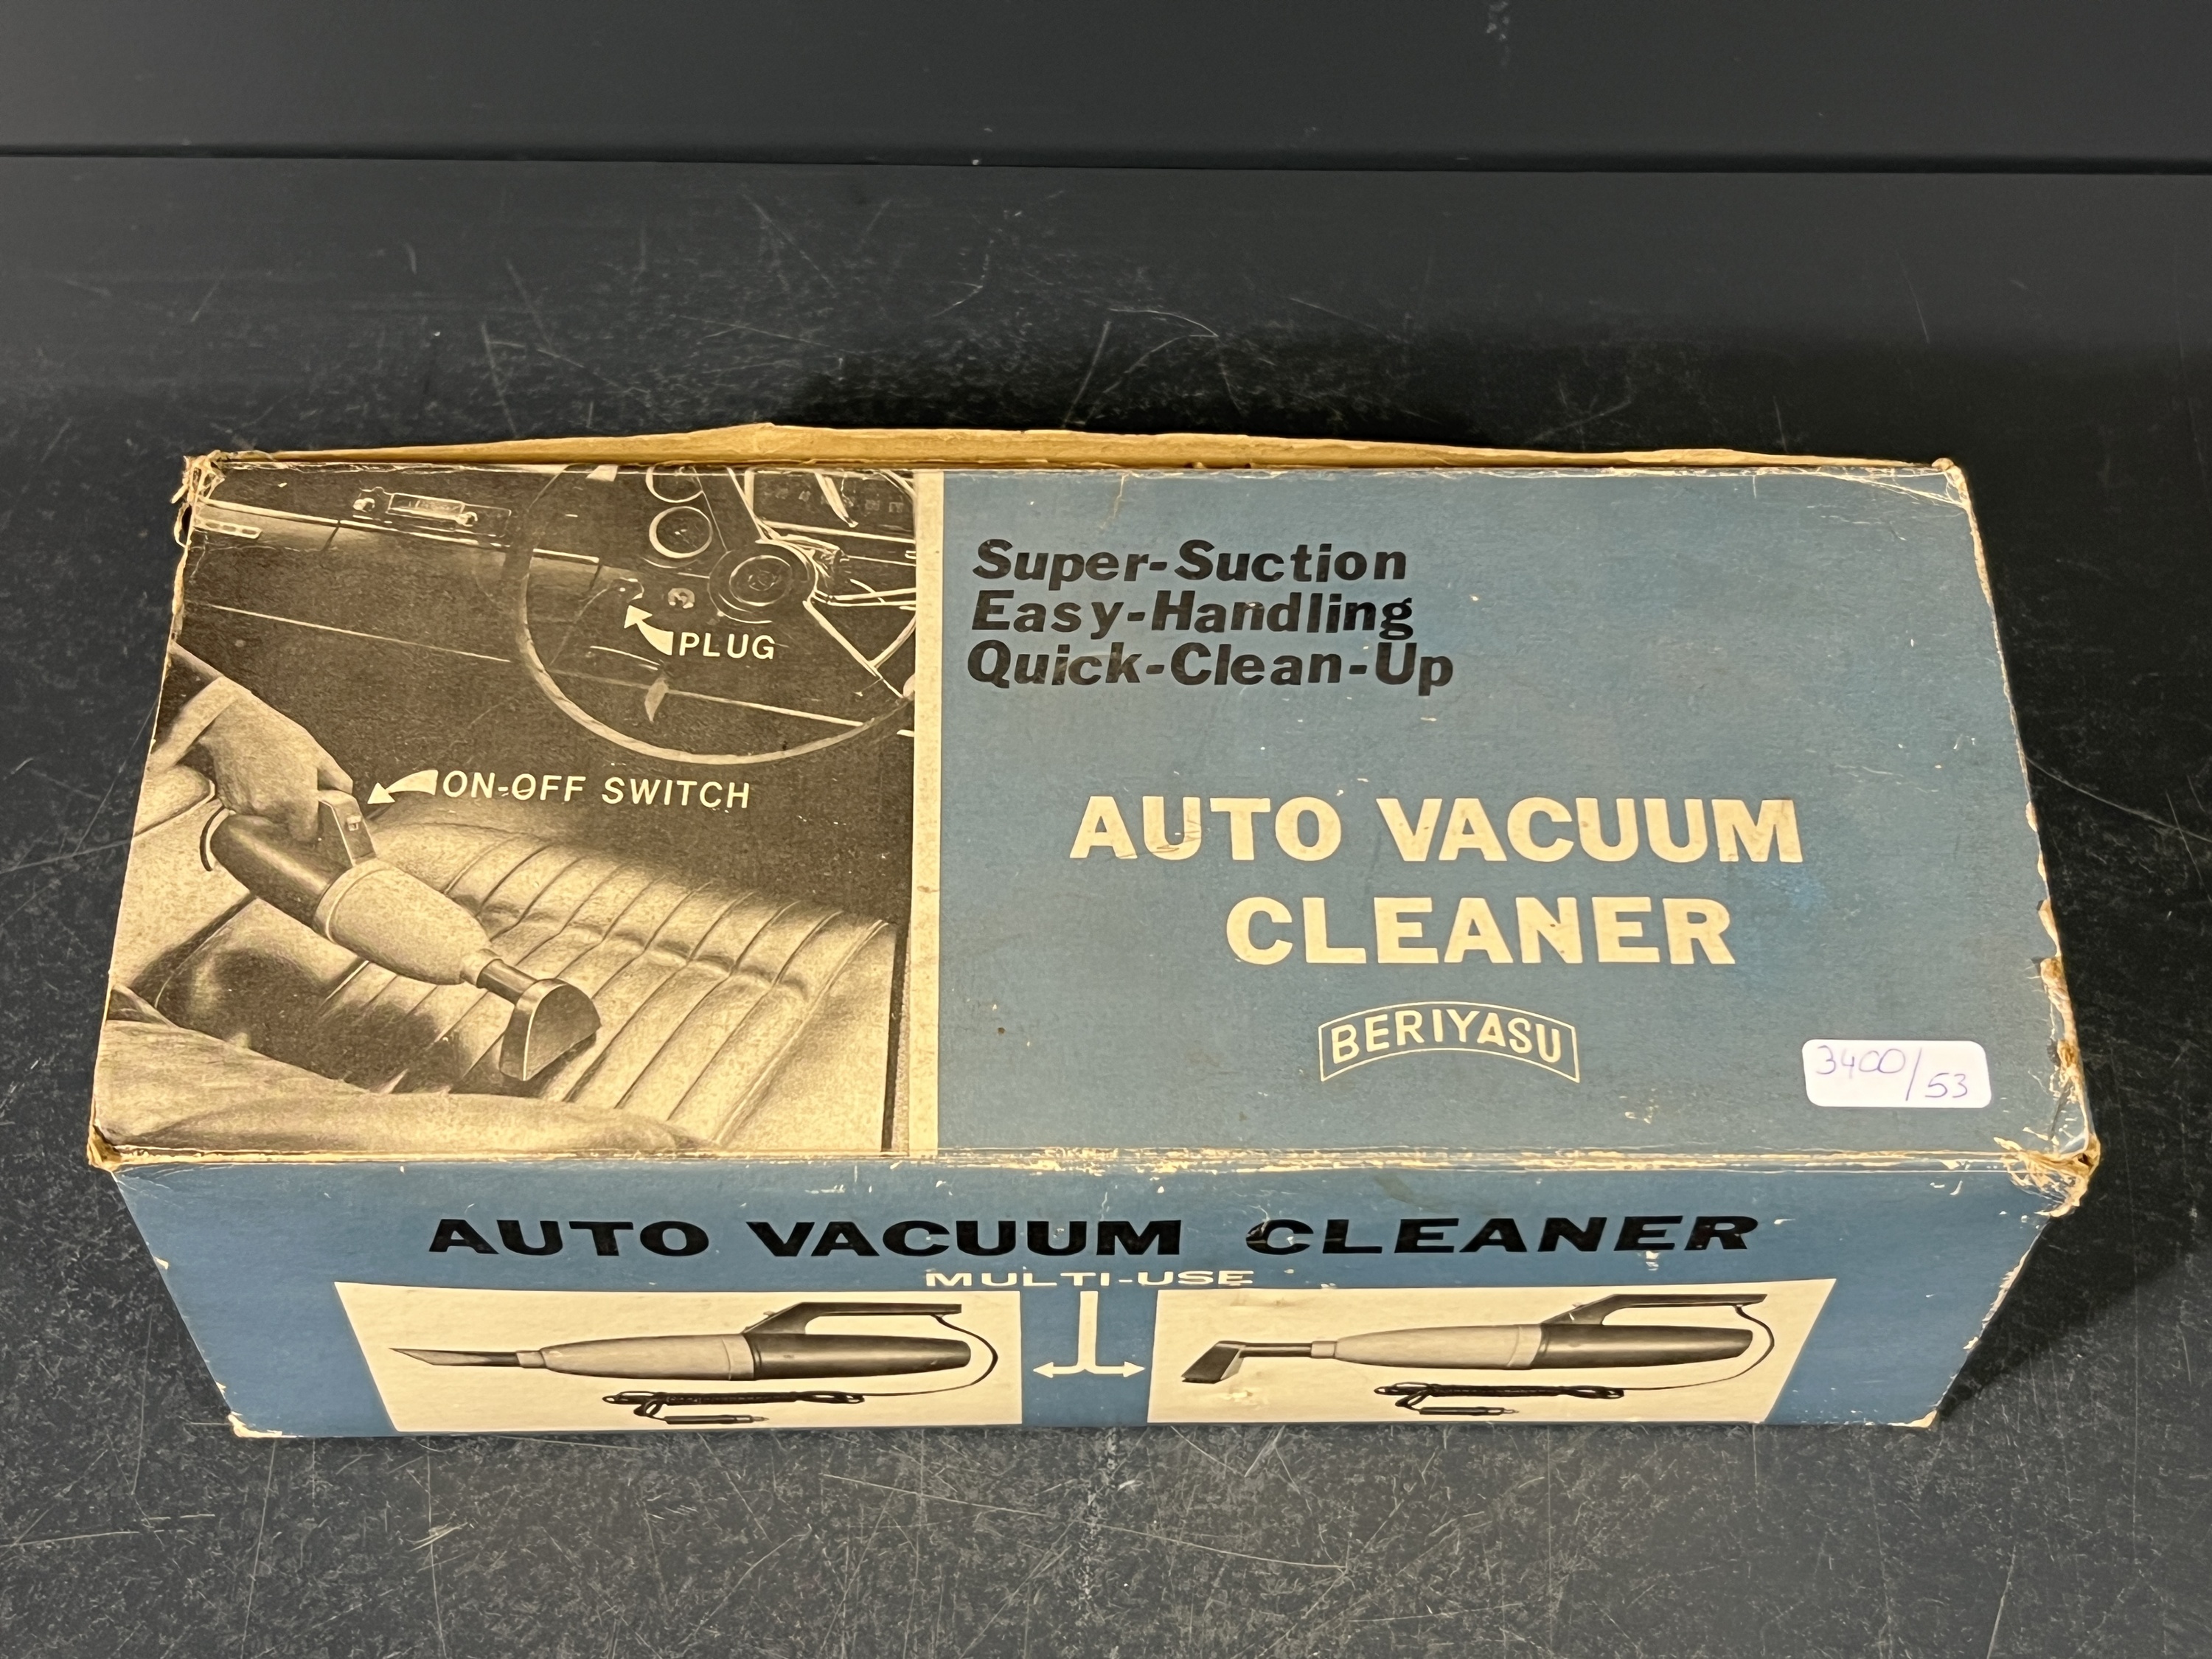 Super-Suction
Easy-Handling
Quick-Clean-Up
PLUG
ON-OFF SWITCH
AUTO VACUUM
CLEANER
BERIYASU
3400/53
AUTO VACUUM CLEANER
MULTI-USE